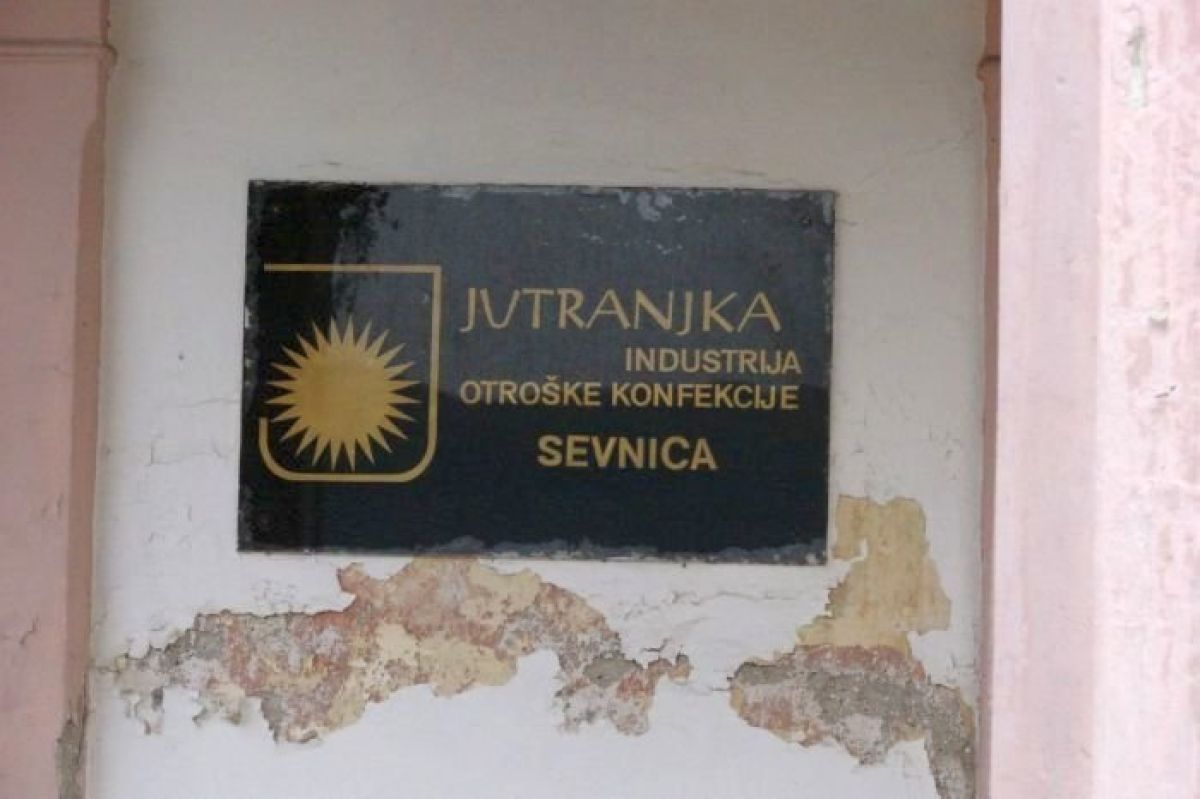 JUTRANJKA
INDUSTRIJA
OTROŠKE KONFEKCIJE
SEVNICA